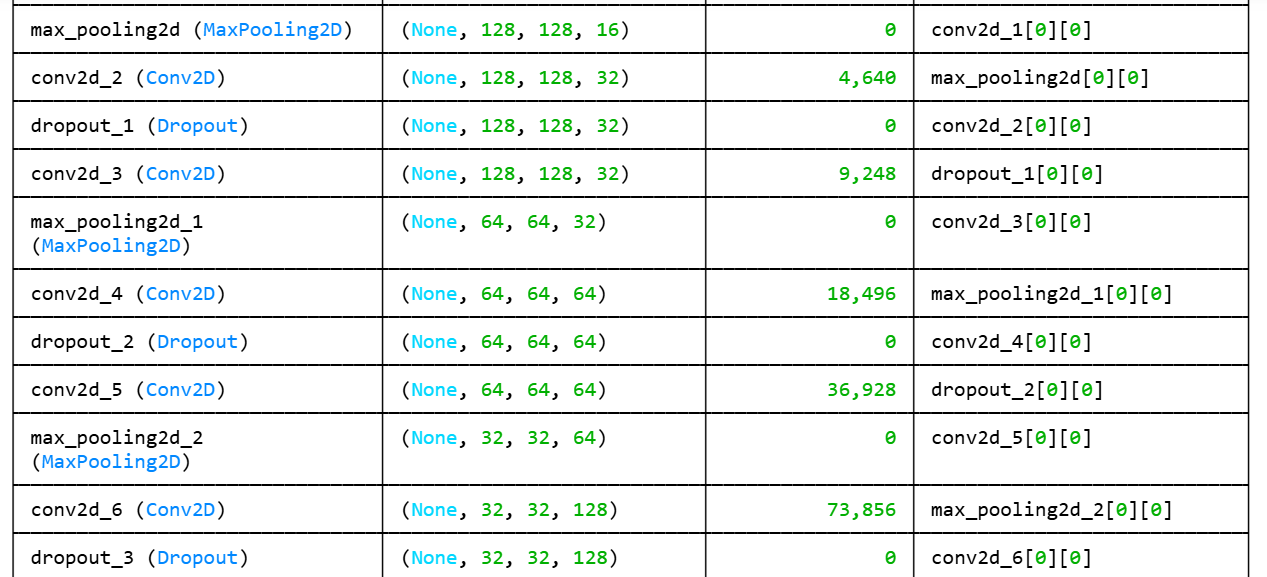 max_pooling2d (MaxPooling2D) (None, 128, 128, 16) 0 conv2d_1[0][0]
conv2d_2 (Conv2D) (None, 128, 128, 32) 4,640 max_pooling2d[0][0]
dropout_1 (Dropout) (None, 128, 128, 32) 0 conv2d_2[0][0]
conv2d_3 (Conv2D) (None, 128, 128, 32) 9,248 dropout_1[0][0]
max_pooling2d_1 (None, 64, 64, 32) 0 conv2d_3[0][0]
(MaxPooling2D)
conv2d_4 (Conv2D) (None, 64, 64, 64) 18,496 max_pooling2d_1[0][0]
dropout_2 (Dropout) (None, 64, 64, 64) 0 conv2d_4[0][0]
conv2d_5 (Conv2D) (None, 64, 64, 64) 36,928 dropout_2[0][0]
max_pooling2d_2 (None, 32, 32, 64) 0 conv2d_5[0][0]
(MaxPooling2D)
conv2d_6 (Conv2D) (None, 32, 32, 128) 73,856 max_pooling2d_2[0][0]
dropout_3 (Dropout) (None, 32, 32, 128) 0 conv2d_6[0][0]